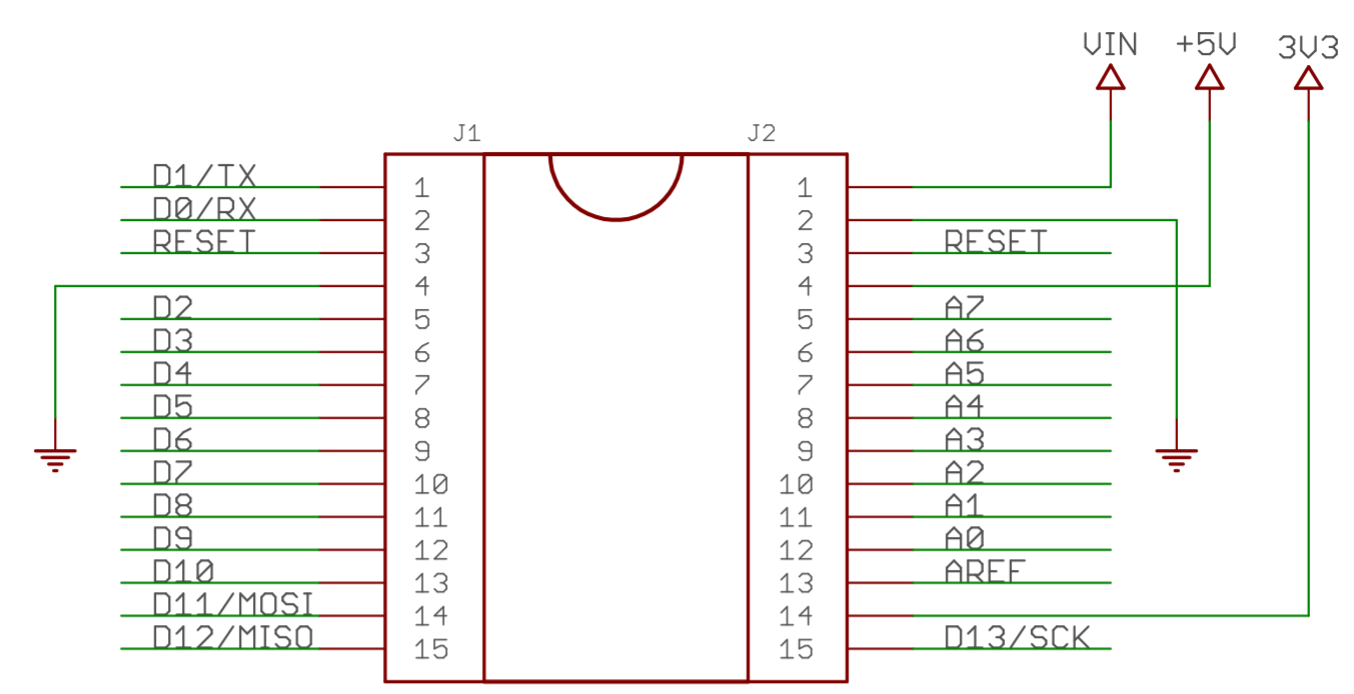 VIN +5V 3V3
J1 J2
D1/TX 1 1
D0/RX 2 2
RESET 3 3 RESET
4 4
D2 5 5 A7
D3 6 6 A6
D4 7 7 A5
D5 8 8 A4
D6 9 9 A3
D7 10 10 A2
D8 11 11 A1
D9 12 12 A0
D10 13 13 AREF
D11/MOSI 14 14
D12/MISO 15 15 D13/SCK